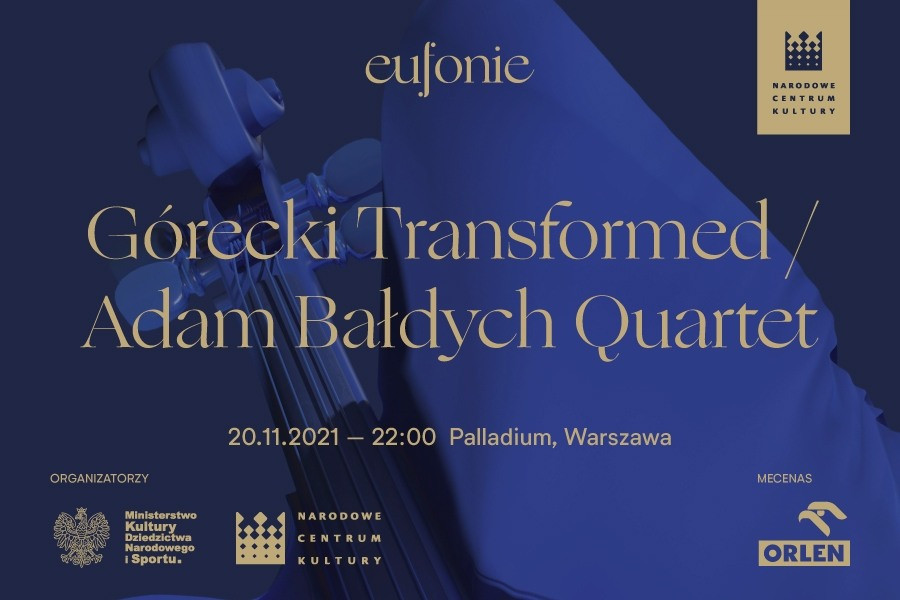 eufonie
NARODOWE
CENTRUM
KULTURY
Górecki Transformed /
Adam Bałdych Quartet
20.11.2021 — 22:00 Palladium, Warszawa
ORGANIZATORZY
MECENAS
Ministerstwo
Kultury
Dziedzictwa
Narodowego
i Sportu.
NARODOWE
CENTRUM
KULTURY
ORLEN